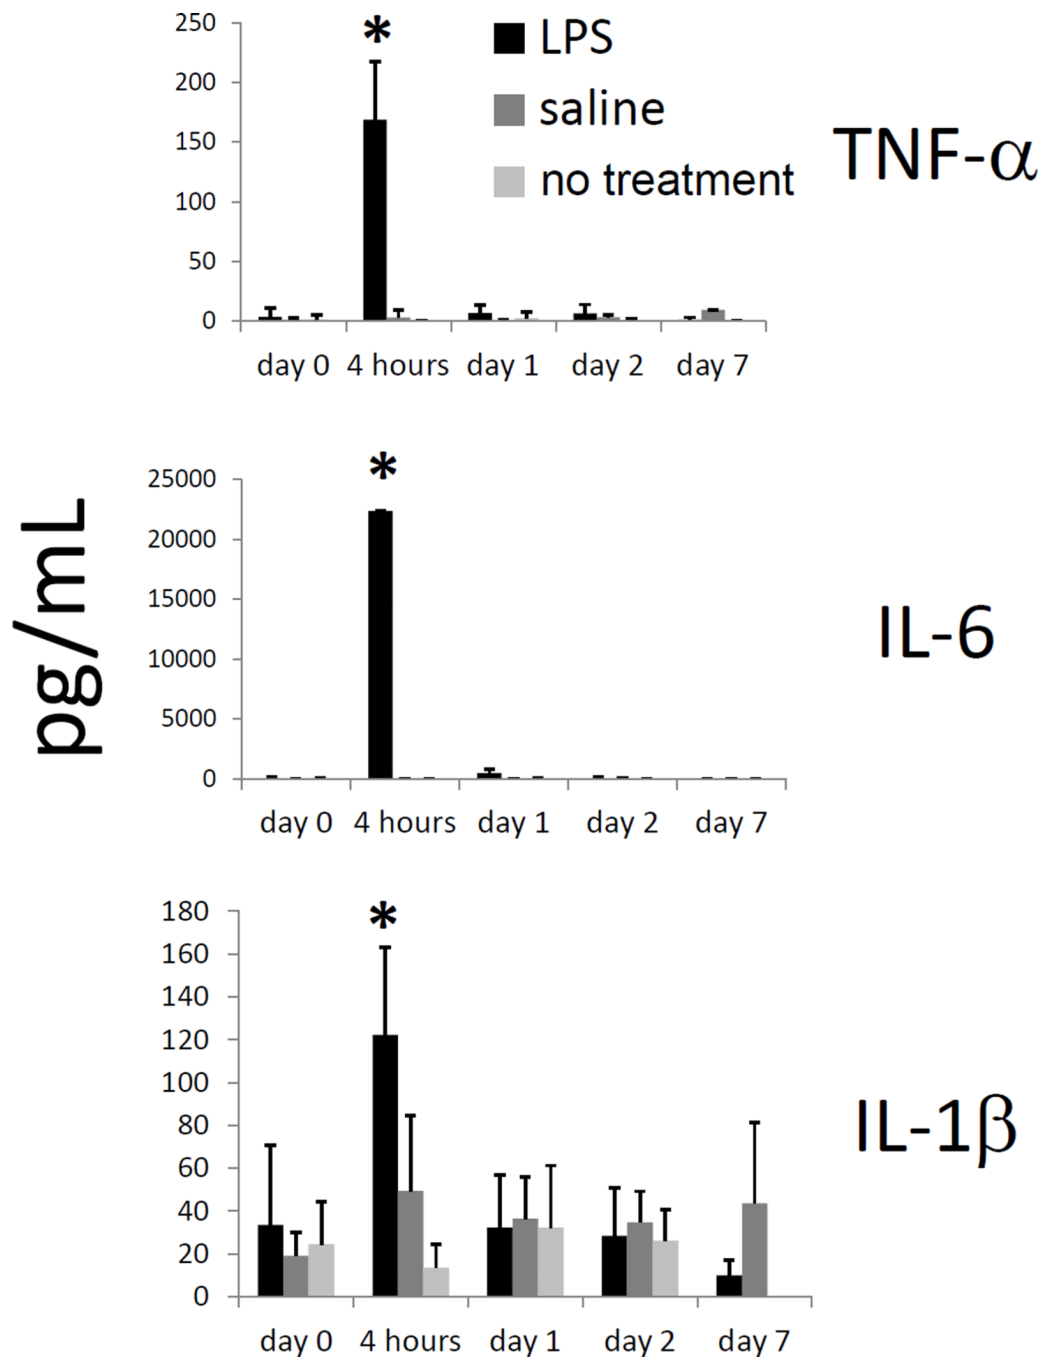 250
200
150
100
50
0
*
LPS
saline
no treatment
TNF-α
day 0 4 hours day 1 day 2 day 7
pg/mL
25000
20000
15000
10000
5000
0
*
IL-6
day 0 4 hours day 1 day 2 day 7
180
160
140
120
100
80
60
40
20
0
*
IL-1β
day 0 4 hours day 1 day 2 day 7